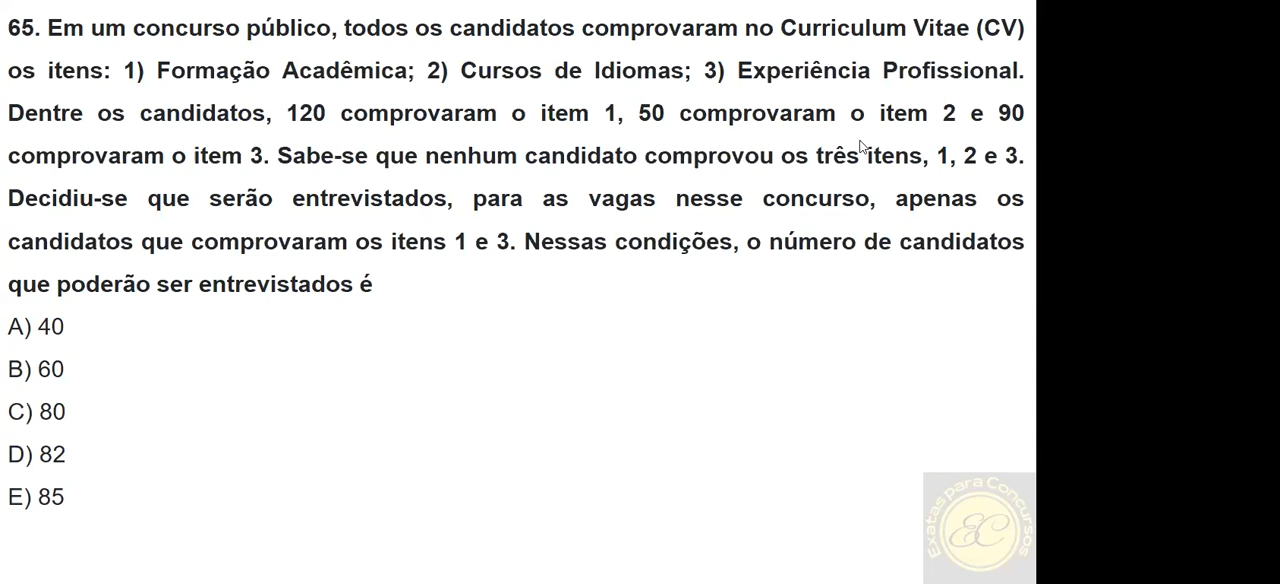 65. Em um concurso público, todos os candidatos comprovaram no Curriculum Vitae (CV)
os itens: 1) Formação Acadêmica; 2) Cursos de Idiomas; 3) Experiência Profissional.
Dentre os candidatos, 120 comprovaram o item 1, 50 comprovaram o item 2 e 90
comprovaram o item 3. Sabe-se que nenhum candidato comprovou os três itens, 1, 2 e 3.
Decidiu-se que serão entrevistados, para as vagas nesse concurso, apenas os
candidatos que comprovaram os itens 1 e 3. Nessas condições, o número de candidatos
que poderão ser entrevistados é
A) 40
B) 60
C) 80
D) 82
E) 85
Exatas para Concursos
EC